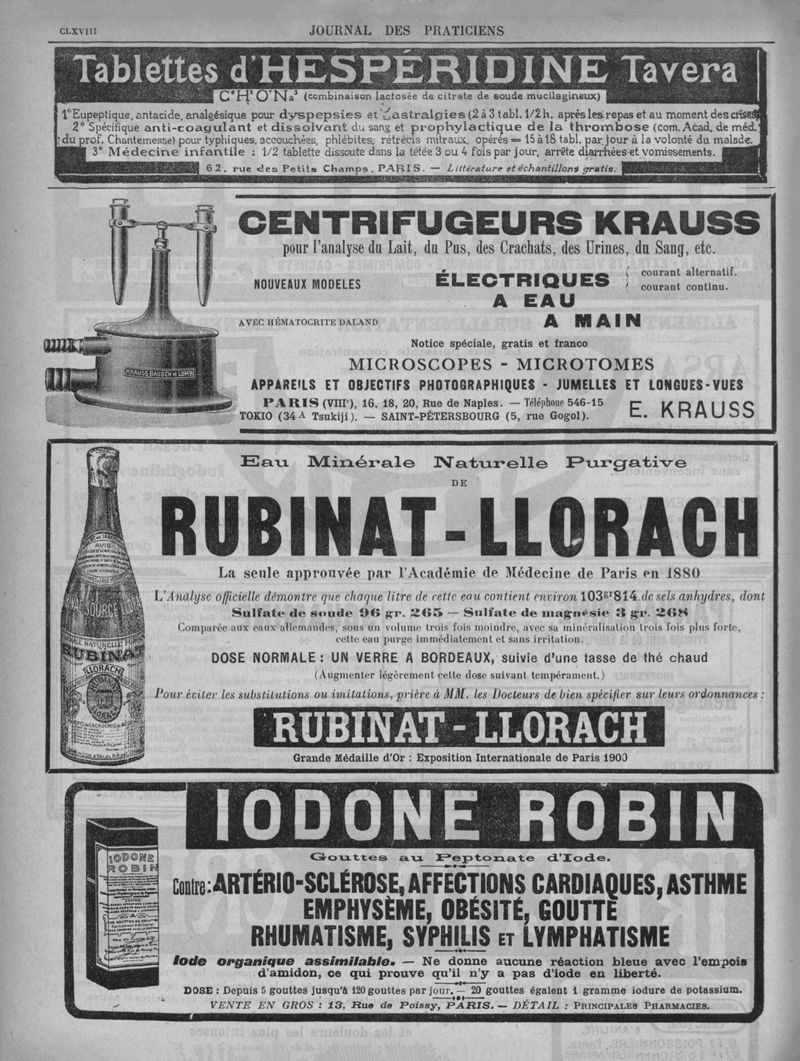 CLXVIII
JOURNAL DES PRATICIENS
Tablettes d'HESPÉRIDINE Tavera
C⁶H⁵O⁷Na³ (combinaison lactosée de citrate de soude mucilagineux)
1° Eupeptique, antacide, analgésique pour dyspepsies et Gastralgies (2 à 3 tabl. 1/2 h. après les repas et au moment des crises
2° Spécifique anti-coagulant et dissolvant du sang et prophylactique de la thrombose (com. Acad. de méd.
du prof. Chantemesse) pour typhiques, accouchées, phlébites, rétrécis mitraux, opérés = 15 à 18 tabl. par jour à la volonté du malade.
3° Médecine infantile : 1/2 tablette dissoute dans la tétée 3 ou 4 fois par jour, arrête diarrhées et vomissements.
62, rue des Petits Champs, PARIS. — Littérature et échantillons gratis.
CENTRIFUGEURS KRAUSS
pour l'analyse du Lait, du Pus, des Crachats, des Urines, du Sang, etc.
NOUVEAUX MODELES
ÉLECTRIQUES { courant alternatif.
courant continu.
A EAU
AVEC HÉMATOCRITE DALAND
A MAIN
KRAUSS, BAUSCH et LOMB
Notice spéciale, gratis et franco
MICROSCOPES - MICROTOMES
APPAREILS ET OBJECTIFS PHOTOGRAPHIQUES - JUMELLES ET LONGUES-VUES
PARIS (VIIIᵉ), 16, 18, 20, Rue de Naples. — Téléphone 546-15
TOKIO (34 A Tsukiji). — SAINT-PÉTERSBOURG (5, rue Gogol).
E. KRAUSS
Eau Minérale Naturelle Purgative
DE
RUBINAT-LLORACH
La seule approuvée par l'Académie de Médecine de Paris en 1880
L'Analyse officielle démontre que chaque litre de cette eau contient environ 103gr814 de sels anhydres, dont
Sulfate de soude 96 gr. 265 — Sulfate de magnésie 3 gr. 268
Comparée aux eaux allemandes, sous un volume trois fois moindre, avec sa minéralisation trois fois plus forte,
cette eau purge immédiatement et sans irritation.
DOSE NORMALE : UN VERRE A BORDEAUX, suivie d'une tasse de thé chaud
(Augmenter légèrement cette dose suivant tempérament.)
Pour éviter les substitutions ou imitations, prière à MM. les Docteurs de bien spécifier sur leurs ordonnances :
RUBINAT-LLORACH
Grande Médaille d'Or : Exposition Internationale de Paris 1900
AVIS
SOURCE LLORACH
RUBINAT
LLORACH
RUBINAT
LLORACH
IODONE ROBIN
Gouttes au Peptonate d'Iode.
Contre : ARTÉRIO-SCLÉROSE, AFFECTIONS CARDIAQUES, ASTHME
EMPHYSÈME, OBÉSITÉ, GOUTTE
RHUMATISME, SYPHILIS ET LYMPHATISME
IODONE
ROBIN
Iode organique assimilable. — Ne donne aucune réaction bleue avec l'empois
d'amidon, ce qui prouve qu'il n'y a pas d'iode en liberté.
DOSE : Depuis 5 gouttes jusqu'à 120 gouttes par jour. — 20 gouttes égalent 1 gramme iodure de potassium.
VENTE EN GROS : 13, Rue de Poissy, PARIS. — DÉTAIL : PRINCIPALES PHARMACIES.